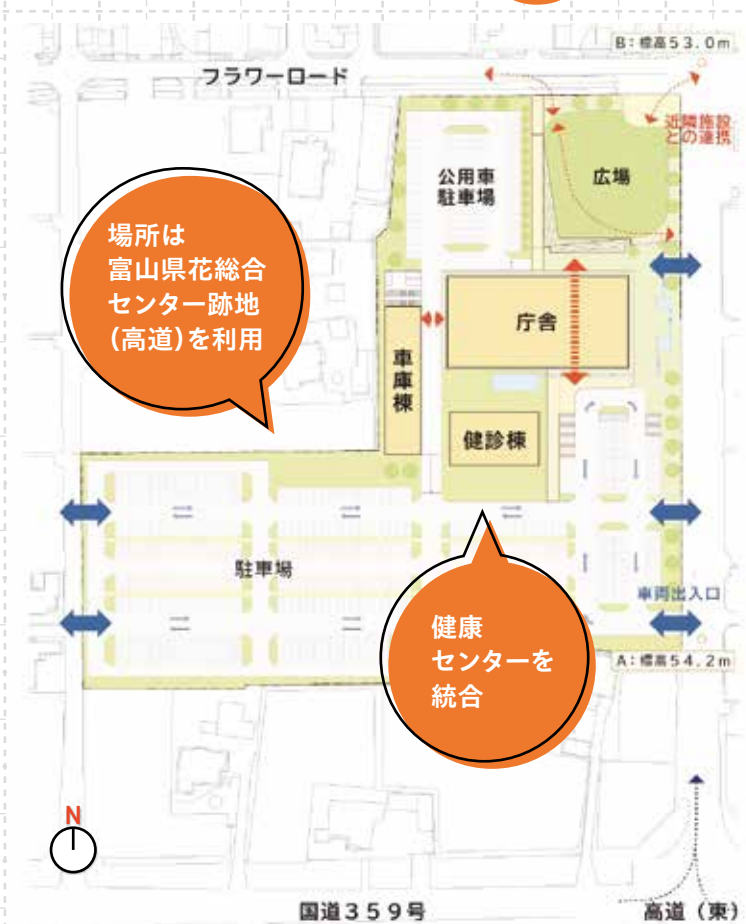 B：標高53.0m
フラワーロード
近隣施設
との連携
公用車
駐車場
広場
場所は
富山県花総合
センター跡地
（高道）を利用
庁舎
車庫棟
健診棟
駐車場
車両出入口
健康
センターを
統合
A：標高54.2m
N
国道359号
高道（東）